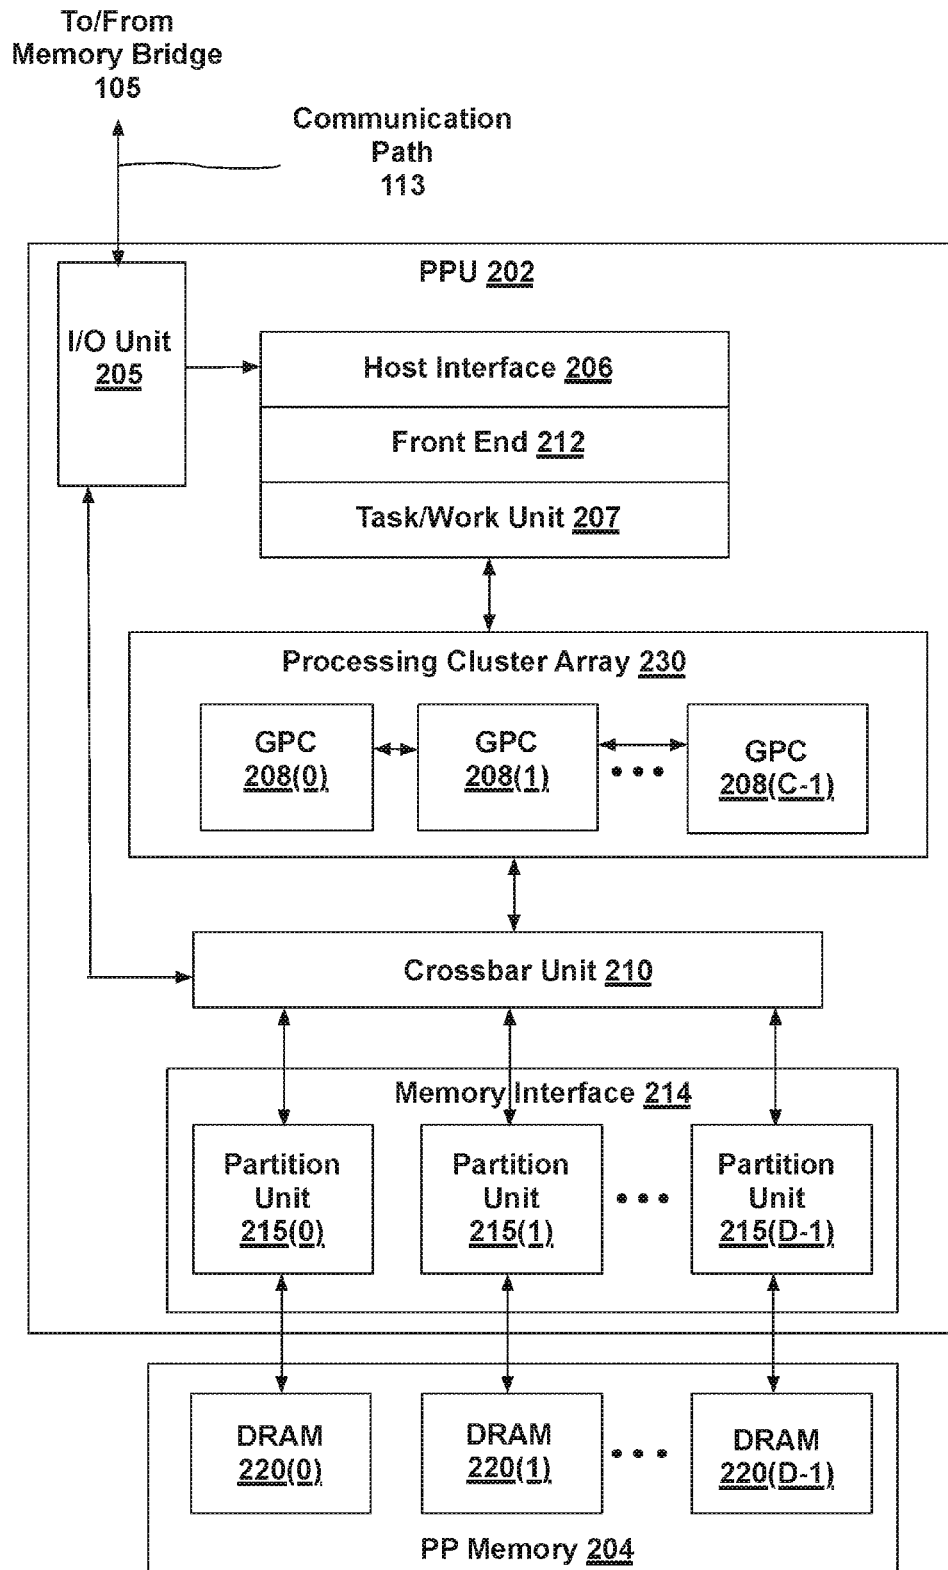 To/From
Memory Bridge
105
Communication
Path
113
PPU 202
I/O Unit
205
Host Interface 206
Front End 212
Task/Work Unit 207
Processing Cluster Array 230
GPC
208(0)
GPC
208(1)
• • •
GPC
208(C-1)
Crossbar Unit 210
Memory Interface 214
Partition
Unit
215(0)
Partition
Unit
215(1)
• • •
Partition
Unit
215(D-1)
DRAM
220(0)
DRAM
220(1)
• • •
DRAM
220(D-1)
PP Memory 204